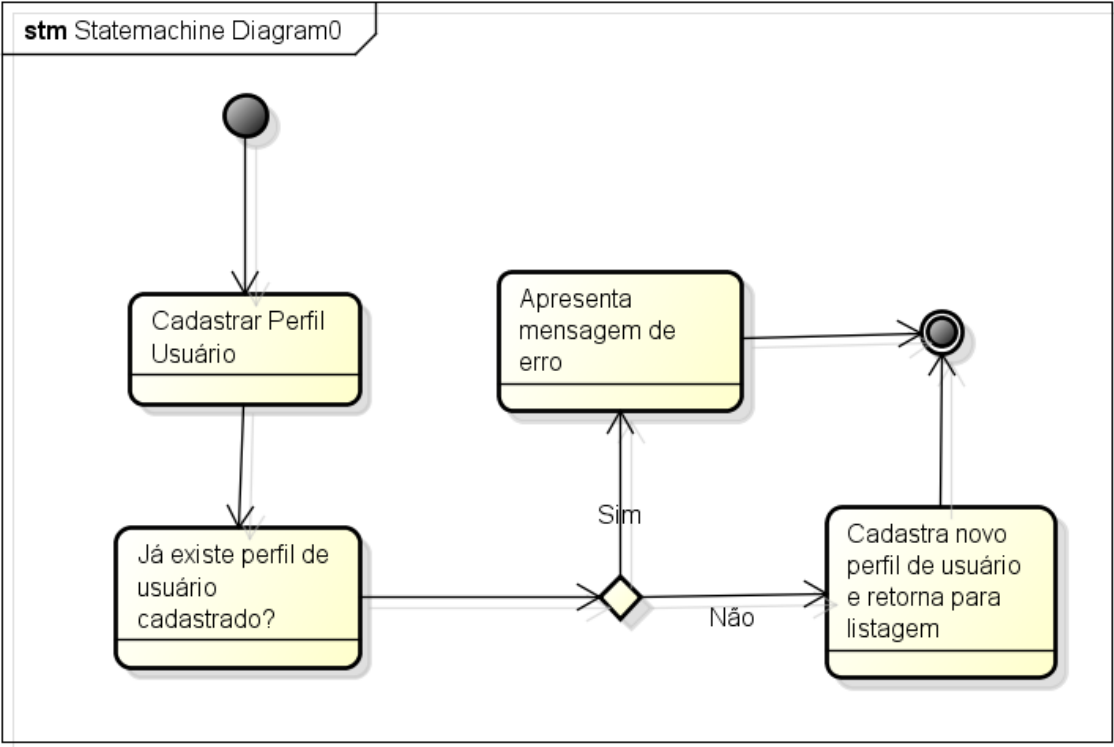 stm Statemachine Diagram0
Cadastrar Perfil
Usuário
Apresenta
mensagem de
erro
Sim
Já existe perfil de
usuário
cadastrado?
Não
Cadastra novo
perfil de usuário
e retorna para
listagem